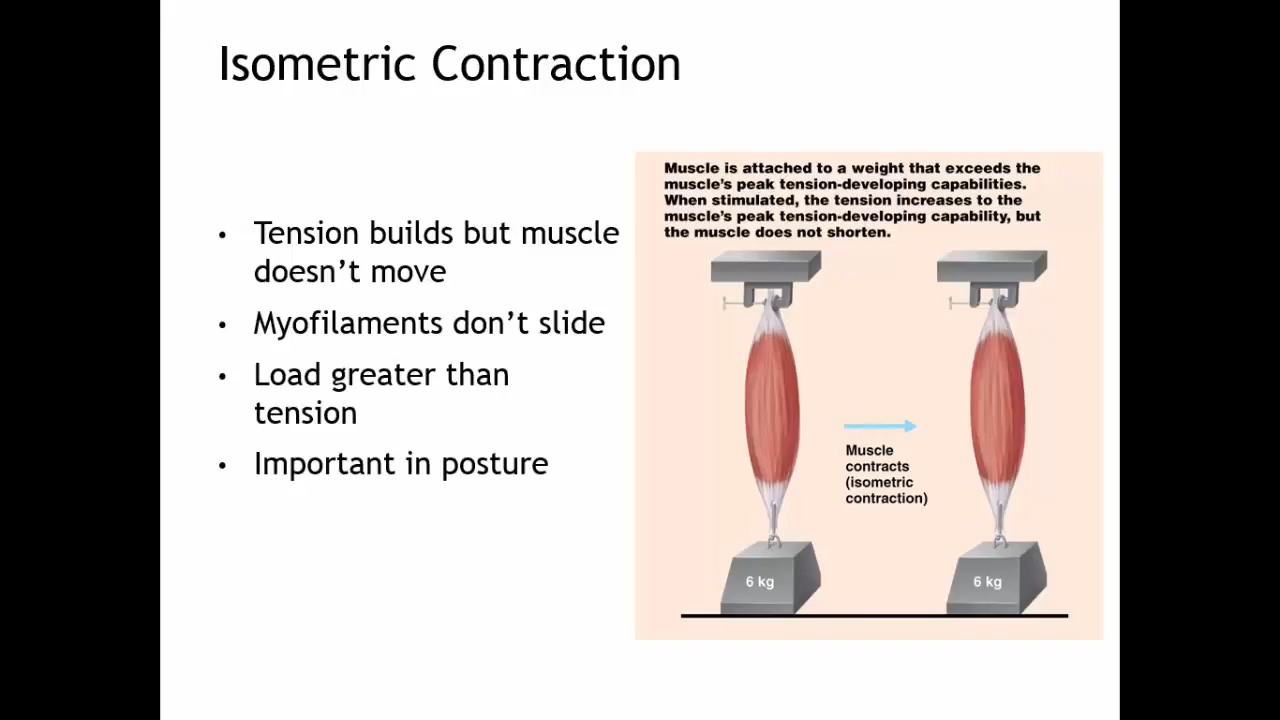 Isometric Contraction
• Tension builds but muscle
doesn’t move
• Myofilaments don’t slide
• Load greater than
tension
• Important in posture
Muscle is attached to a weight that exceeds the
muscle’s peak tension-developing capabilities.
When stimulated, the tension increases to the
muscle’s peak tension-developing capability, but
the muscle does not shorten.
Muscle
contracts
(isometric
contraction)
6 kg
6 kg